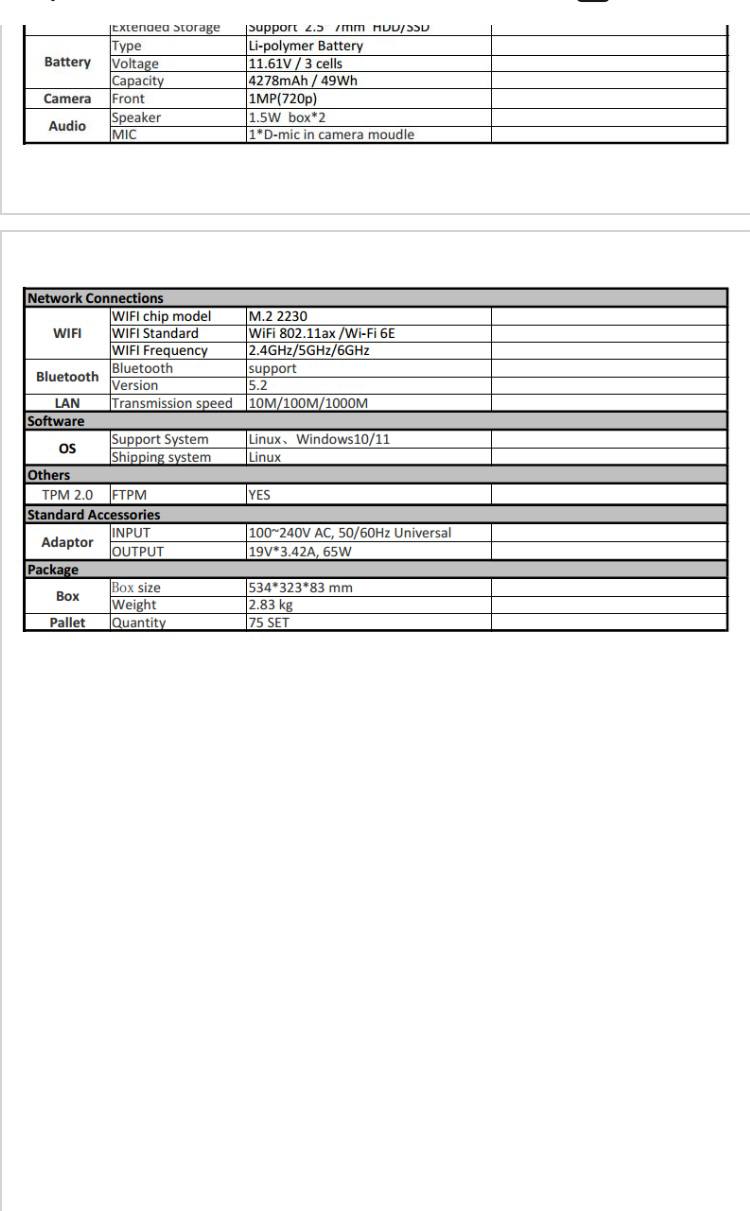 Extended Storage Support 2.5" 7mm HDD/SSD
Battery Type Li-polymer Battery
Voltage 11.61V / 3 cells
Capacity 4278mAh / 49Wh
Camera Front 1MP(720p)
Audio Speaker 1.5W box*2
MIC 1*D-mic in camera moudle
Network Connections
WIFI WIFI chip model M.2 2230
WIFI Standard WiFi 802.11ax /Wi-Fi 6E
WIFI Frequency 2.4GHz/5GHz/6GHz
Bluetooth Bluetooth support
Version 5.2
LAN Transmission speed 10M/100M/1000M
Software
OS Support System Linux、Windows10/11
Shipping system Linux
Others
TPM 2.0 FTPM YES
Standard Accessories
Adaptor INPUT 100~240V AC, 50/60Hz Universal
OUTPUT 19V*3.42A, 65W
Package
Box Box size 534*323*83 mm
Weight 2.83 kg
Pallet Quantity 75 SET